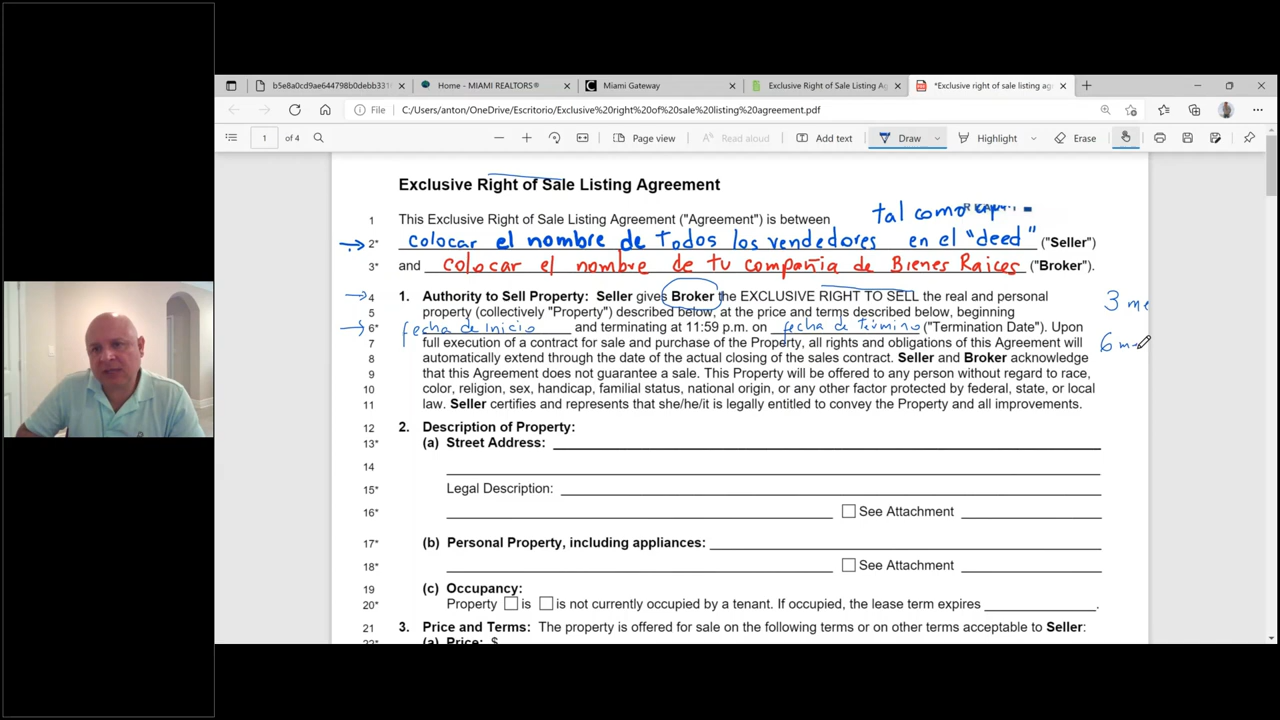 b5e8a0cd9ae644798b0debb331
Home - MIAMI REALTORS®
Miami Gateway
Exclusive Right of Sale Listing A
*Exclusive right of sale listing ag
File C:/Users/anton/OneDrive/Escritorio/Exclusive%20right%20of%20sale%20listing%20agreement.pdf
1 of 4
Page view
Read aloud
Add text
Draw
Highlight
Erase
Exclusive Right of Sale Listing Agreement
1 This Exclusive Right of Sale Listing Agreement ("Agreement") is between
tal como
2* colocar el nombre de Todos los vendedores en el "deed" ("Seller")
3* and colocar el nombre de tu compañia de Bienes Raices ("Broker").
4 1. Authority to Sell Property: Seller gives Broker the EXCLUSIVE RIGHT TO SELL the real and personal
5 property (collectively "Property") described below, at the price and terms described below, beginning
3 me
6* fecha de Inicio and terminating at 11:59 p.m. on fecha de Término ("Termination Date"). Upon
7 full execution of a contract for sale and purchase of the Property, all rights and obligations of this Agreement will
6 m
8 automatically extend through the date of the actual closing of the sales contract. Seller and Broker acknowledge
9 that this Agreement does not guarantee a sale. This Property will be offered to any person without regard to race,
10 color, religion, sex, handicap, familial status, national origin, or any other factor protected by federal, state, or local
11 law. Seller certifies and represents that she/he/it is legally entitled to convey the Property and all improvements.
12 2. Description of Property:
13* (a) Street Address:
14
15* Legal Description:
16* See Attachment
17* (b) Personal Property, including appliances:
18* See Attachment
19 (c) Occupancy:
20* Property is is not currently occupied by a tenant. If occupied, the lease term expires .
21 3. Price and Terms: The property is offered for sale on the following terms or on other terms acceptable to Seller:
22* (a) Price: $